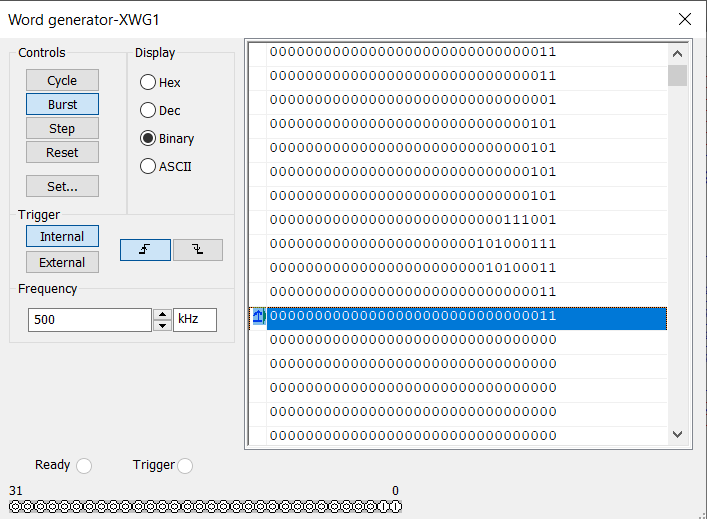 Word generator-XWG1
Controls
Cycle
Burst
Step
Reset
Set...
Display
Hex
Dec
Binary
ASCII
Trigger
Internal
External
Frequency
500
kHz
00000000000000000000000000000011
00000000000000000000000000000011
00000000000000000000000000000001
00000000000000000000000000000101
00000000000000000000000000000101
00000000000000000000000000000101
00000000000000000000000000000101
00000000000000000000000000111001
00000000000000000000000101000111
00000000000000000000000010100011
00000000000000000000000000000011
00000000000000000000000000000011
00000000000000000000000000000000
00000000000000000000000000000000
00000000000000000000000000000000
00000000000000000000000000000000
00000000000000000000000000000000
Ready
Trigger
31 0